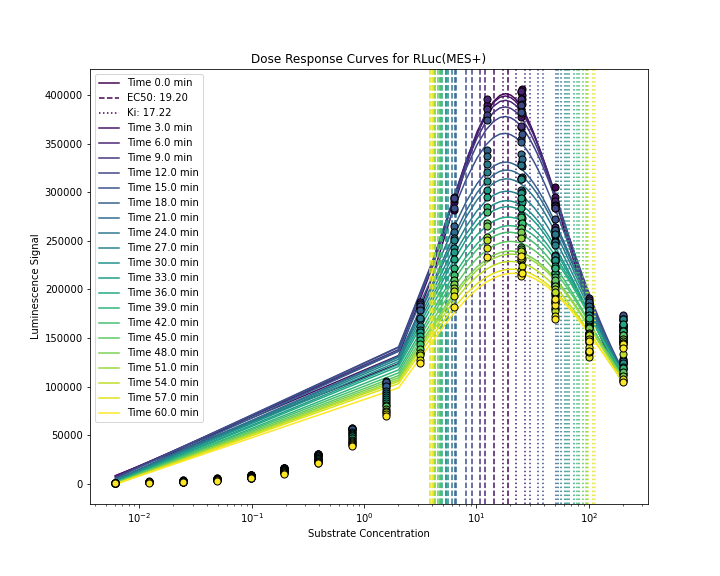 Dose Response Curves for RLuc(MES+)
Time 0.0 min
EC50: 19.20
Ki: 17.22
Time 3.0 min
Time 6.0 min
Time 9.0 min
Time 12.0 min
Time 15.0 min
Time 18.0 min
Time 21.0 min
Time 24.0 min
Time 27.0 min
Time 30.0 min
Time 33.0 min
Time 36.0 min
Time 39.0 min
Time 42.0 min
Time 45.0 min
Time 48.0 min
Time 51.0 min
Time 54.0 min
Time 57.0 min
Time 60.0 min
Luminescence Signal
400000
350000
300000
250000
200000
150000
100000
50000
0
10⁻² 10⁻¹ 10⁰ 10¹ 10²
Substrate Concentration